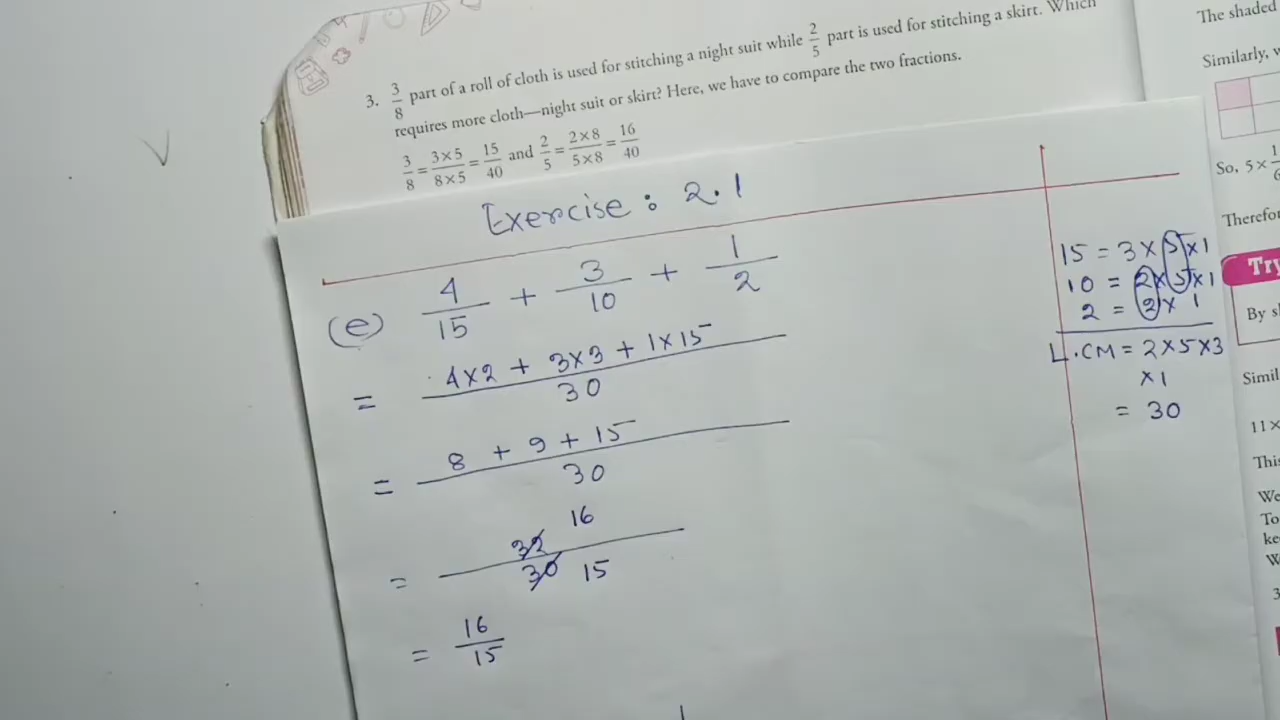 3. 3/8 part of a roll of cloth is used for stitching a night suit while 2/5 part is used for stitching a skirt. Which
requires more cloth—night suit or skirt? Here, we have to compare the two fractions.
3/8 = 3×5/8×5 = 15/40 and 2/5 = 2×8/5×8 = 16/40
Exercise: 2.1
(e) 4/15 + 3/10 + 1/2
= 4×2 + 3×3 + 1×15 / 30
= 8 + 9 + 15 / 30
= 32/30 16/15
= 16/15
15 = 3×5×1
10 = 2×5×1
2 = 2×1
L.CM = 2×5×3
×1
= 30
The shaded
Similarly,
So, 5×1
Try
By
11×
We
To
3